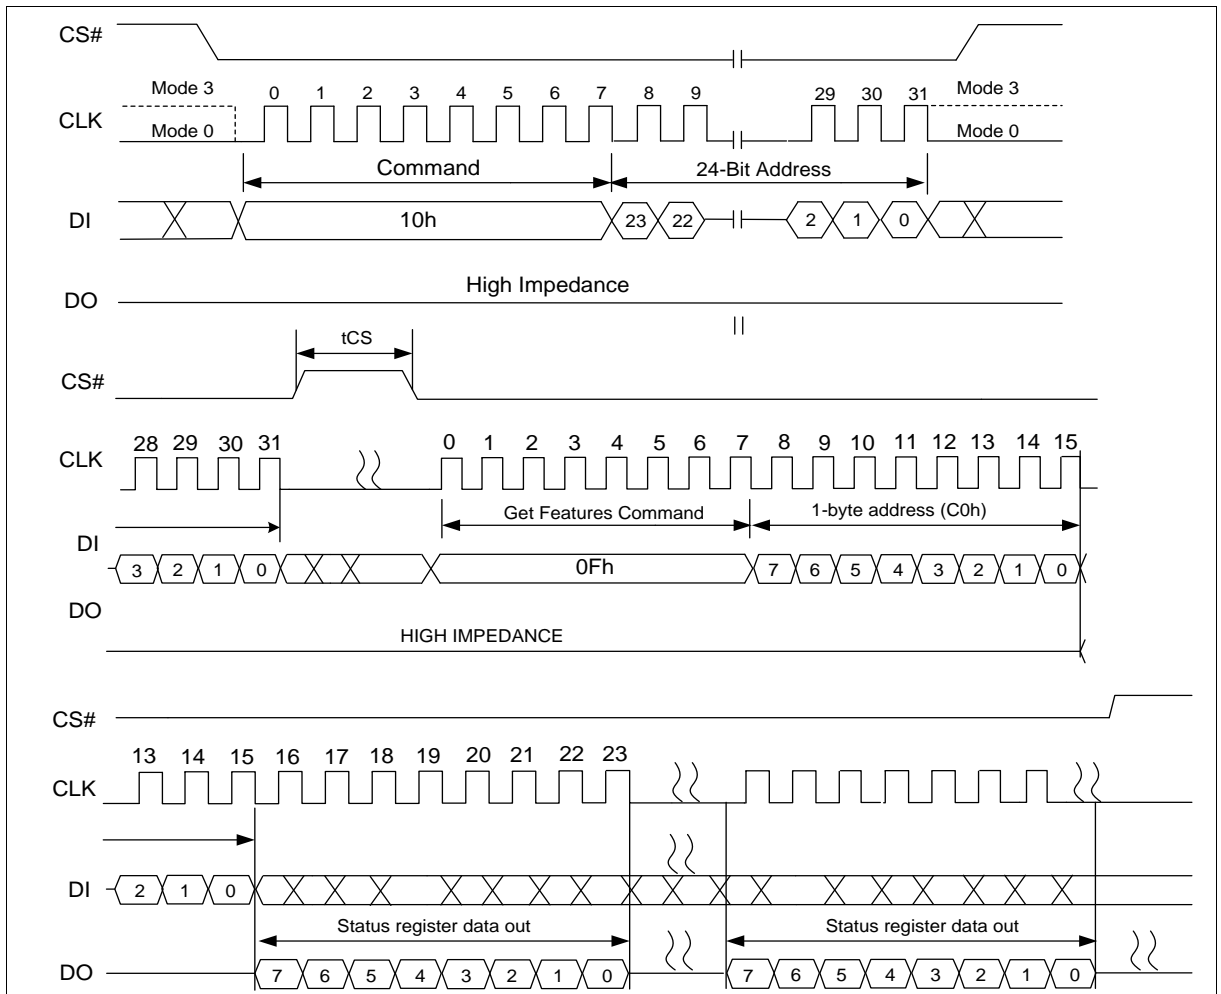 CS#
Mode 3
0 1 2 3 4 5 6 7 8 9 29 30 31
Mode 3
CLK
Mode 0
Mode 0
Command
24-Bit Address
DI
10h
23 22 2 1 0
High Impedance
DO
tCS
CS#
28 29 30 31 0 1 2 3 4 5 6 7 8 9 10 11 12 13 14 15
CLK
Get Features Command
1-byte address (C0h)
DI
3 2 1 0 0Fh 7 6 5 4 3 2 1 0
DO
HIGH IMPEDANCE
CS#
13 14 15 16 17 18 19 20 21 22 23
CLK
DI
2 1 0
Status register data out
Status register data out
DO
7 6 5 4 3 2 1 0 7 6 5 4 3 2 1 0